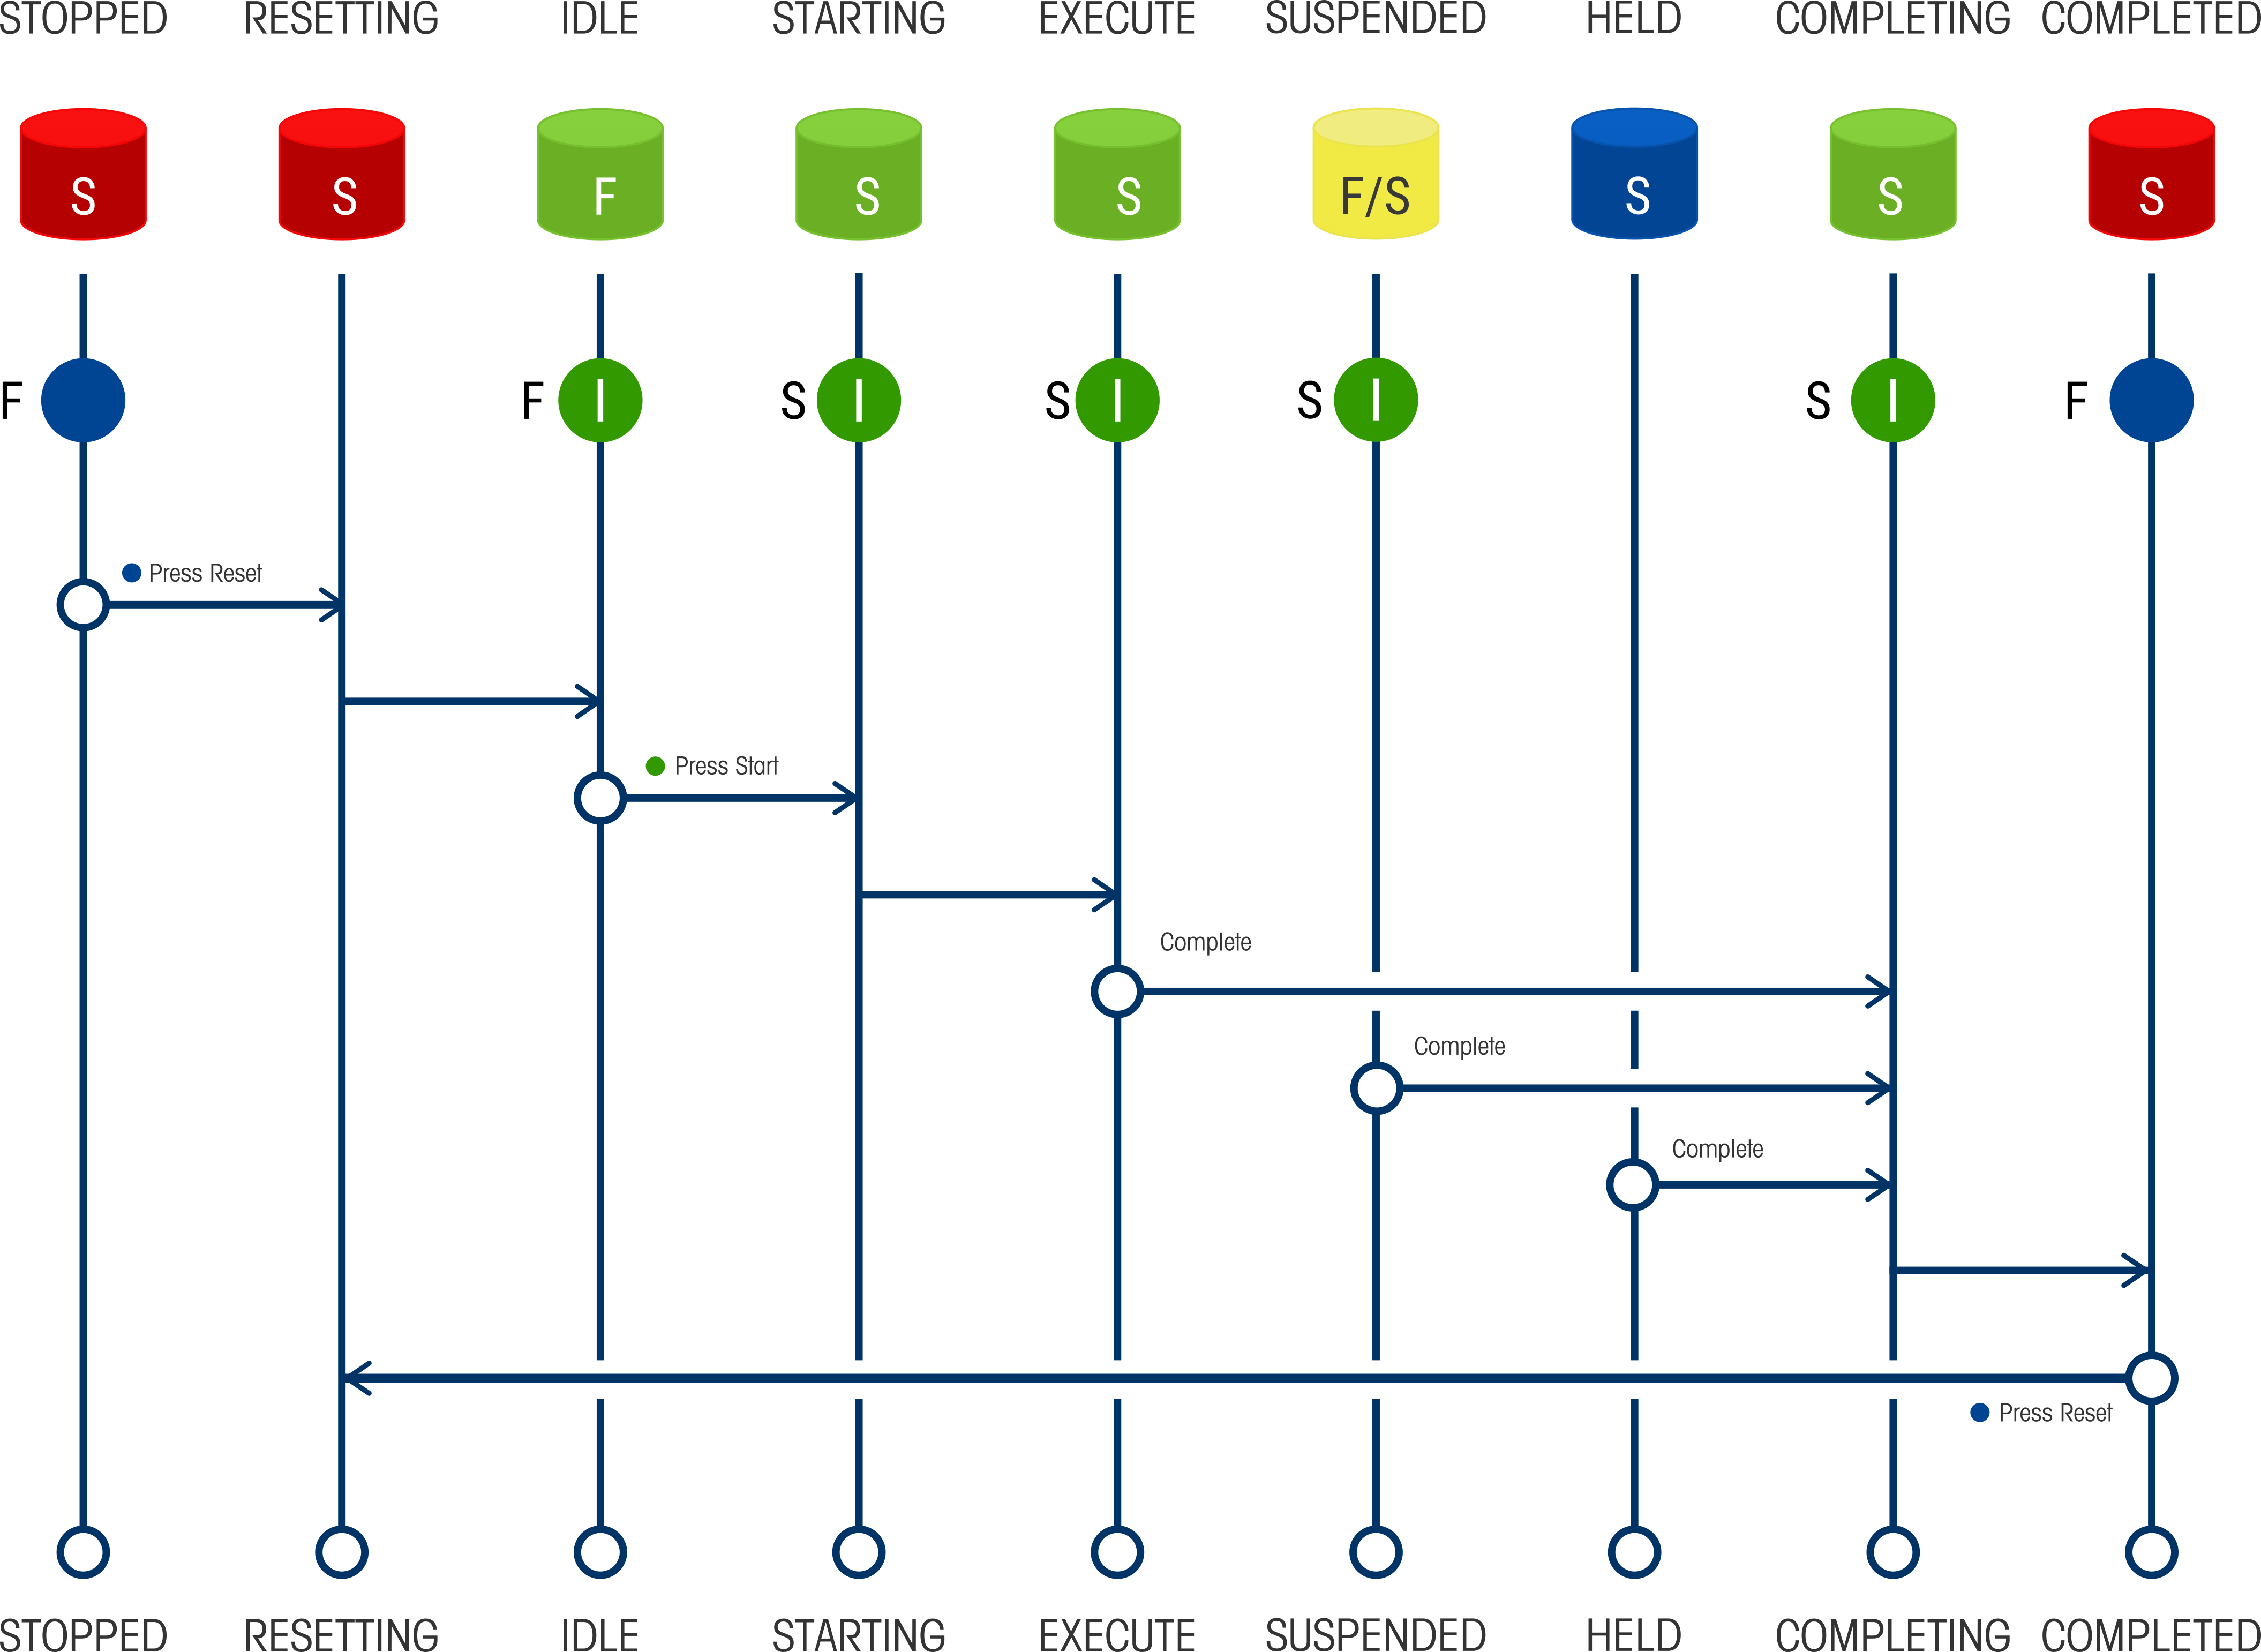 STOPPED RESETTING IDLE STARTING EXECUTE SUSPENDED HELD COMPLETING COMPLETED
S S F S S F/S S S S
F F I S I S I S I S I F
Press Reset
Press Start
Complete
Complete
Complete
Press Reset
STOPPED RESETTING IDLE STARTING EXECUTE SUSPENDED HELD COMPLETING COMPLETED